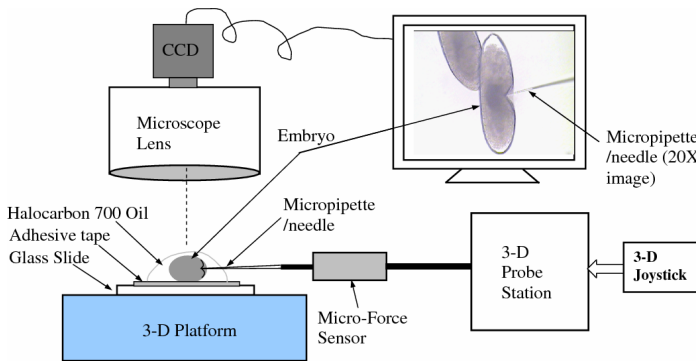 CCD
Microscope
Lens
Embryo
Micropipette
/needle (20X
image)
Halocarbon 700 Oil
Adhesive tape
Glass Slide
Micropipette
/needle
3-D
Probe
Station
3-D
Joystick
Micro-Force
Sensor
3-D Platform